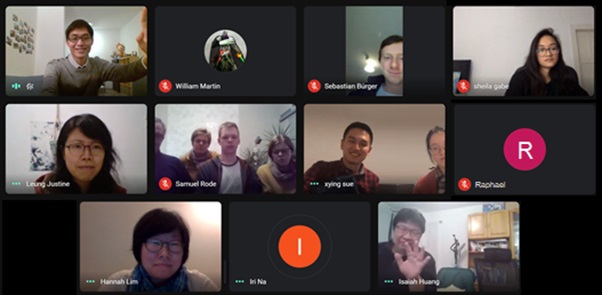 你
William Martin
Sebastian Bürger
sheila gabe
Leung Justine
Samuel Rode
xying sue
R
Raphael
Hannah Lim
I
Iri Na
Isaiah Huang